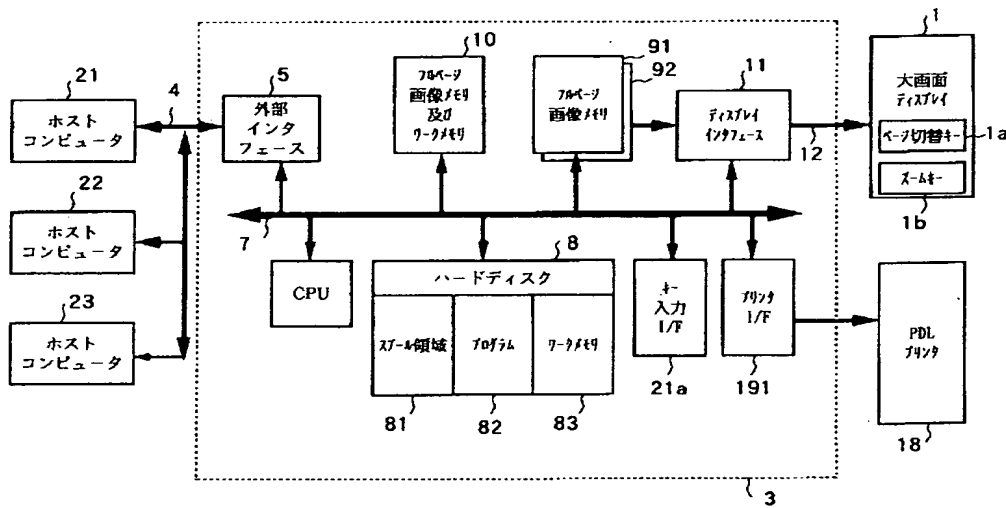 21
ホスト
コンピュータ
4
22
ホスト
コンピュータ
23
ホスト
コンピュータ
5
外部
インタ
フェース
10
フルページ
画像メモリ
及び
ワークメモリ
91
92
フルページ
画像メモリ
11
ディスプレイ
インタフェース
12
1
大画面
ディスプレイ
ページ切替キー
1a
ズームキー
1b
7
CPU
8
ハードディスク
スプール領域
プログラム
ワークメモリ
81
82
83
キー
入力
I/F
21a
プリンタ
I/F
191
PDL
プリンタ
18
3